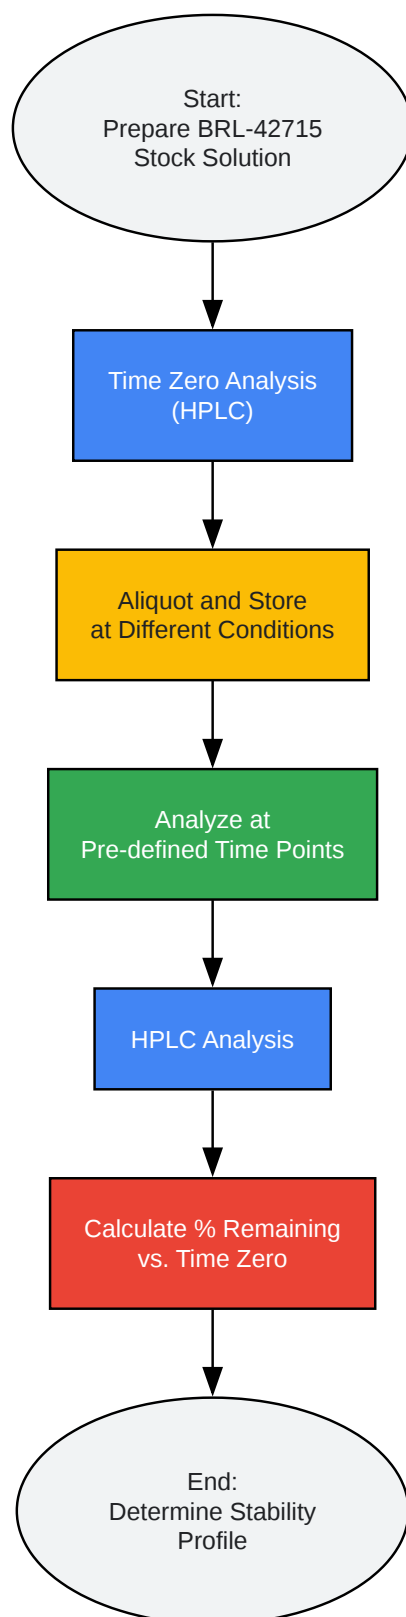 Start:
Prepare BRL-42715
Stock Solution
Time Zero Analysis
(HPLC)
Aliquot and Store
at Different Conditions
Analyze at
Pre-defined Time Points
HPLC Analysis
Calculate % Remaining
vs. Time Zero
End:
Determine Stability
Profile